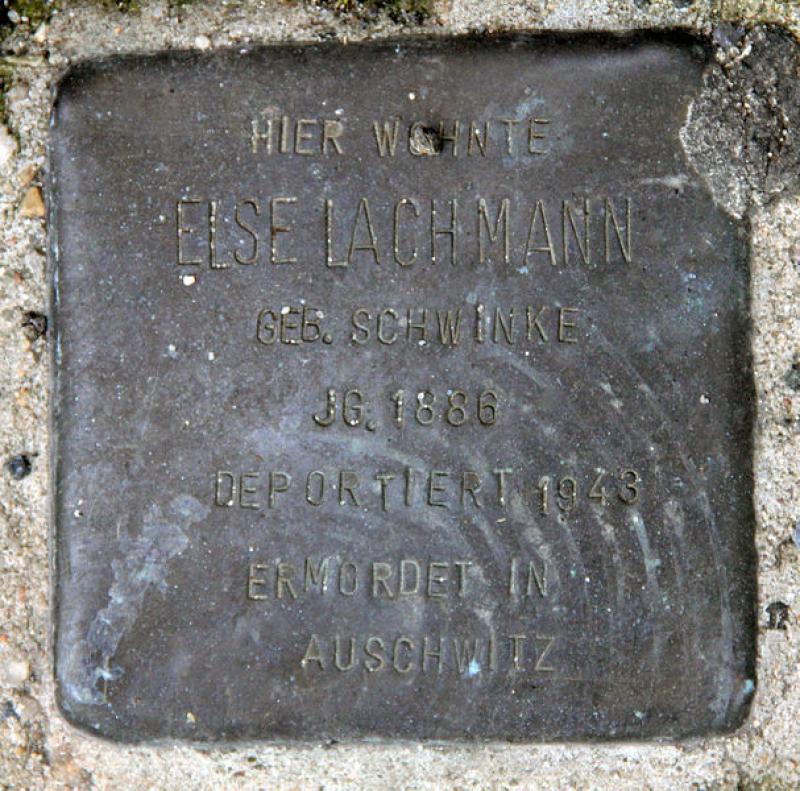 HIER WOHNTE
ELSE LACHMANN
GEB. SCHWINKE
JG. 1886
DEPORTIERT 1943
ERMORDET IN
AUSCHWITZ